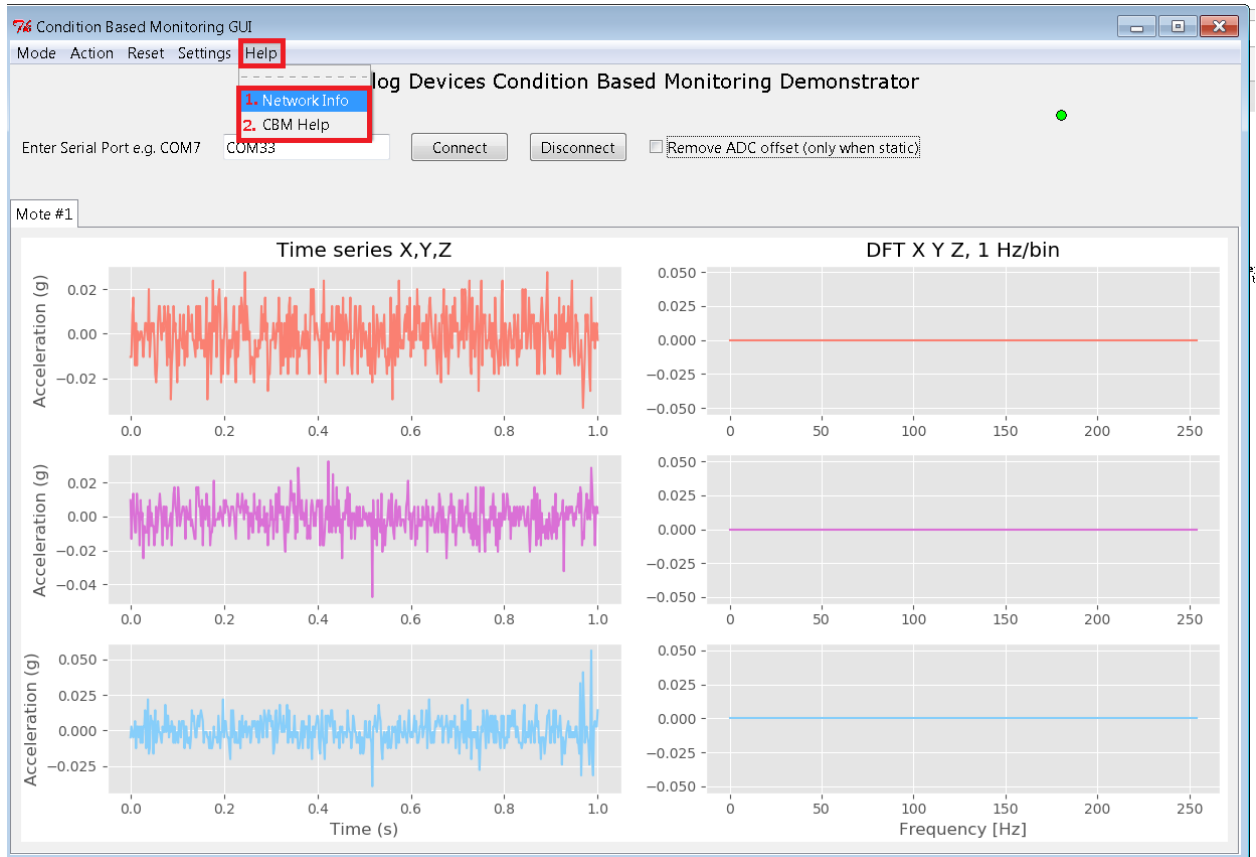 76 Condition Based Monitoring GUI
Mode Action Reset Settings Help
log Devices Condition Based Monitoring Demonstrator
1. Network Info
2. CBM Help
Enter Serial Port e.g. COM7 COM33 Connect Disconnect Remove ADC offset (only when static)
Mote #1
Time series X,Y,Z
Acceleration (g)
0.02
0.00
−0.02
0.0 0.2 0.4 0.6 0.8 1.0
DFT X Y Z, 1 Hz/bin
0.050
0.025
0.000
−0.025
−0.050
0 50 100 150 200 250
Acceleration (g)
0.02
0.00
−0.02
−0.04
0.0 0.2 0.4 0.6 0.8 1.0
0.050
0.025
0.000
−0.025
−0.050
0 50 100 150 200 250
Acceleration (g)
0.050
0.025
0.000
−0.025
0.0 0.2 0.4 0.6 0.8 1.0
Time (s)
0.050
0.025
0.000
−0.025
−0.050
0 50 100 150 200 250
Frequency [Hz]